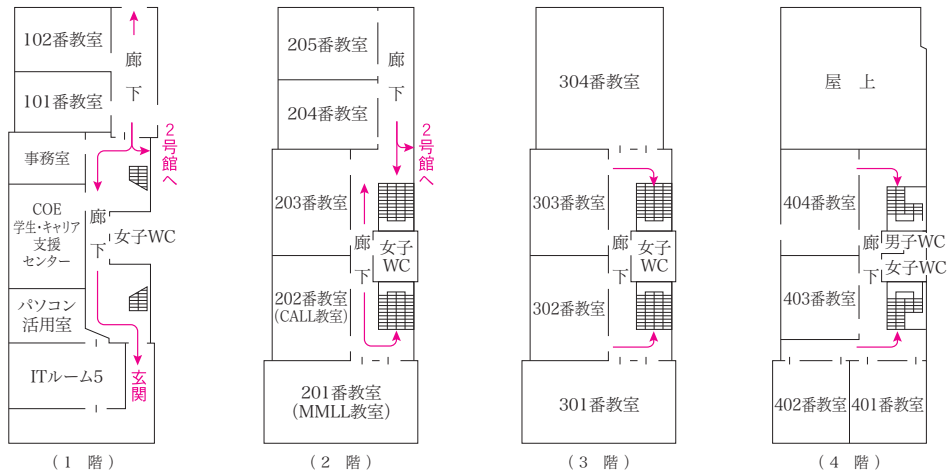 102番教室
廊
下
101番教室
2号館へ
事務室
COE
学生・キャリア
支援
センター
廊
下
女子WC
パソコン
活用室
ITルーム5
玄関
(1 階)
205番教室
廊
下
204番教室
2号館へ
203番教室
廊
下
女子
WC
202番教室
(CALL教室)
201番教室
(MMLL教室)
(2 階)
304番教室
303番教室
女子
WC
302番教室
301番教室
(3 階)
屋 上
404番教室
廊
下
男子WC
女子WC
403番教室
402番教室
401番教室
(4 階)